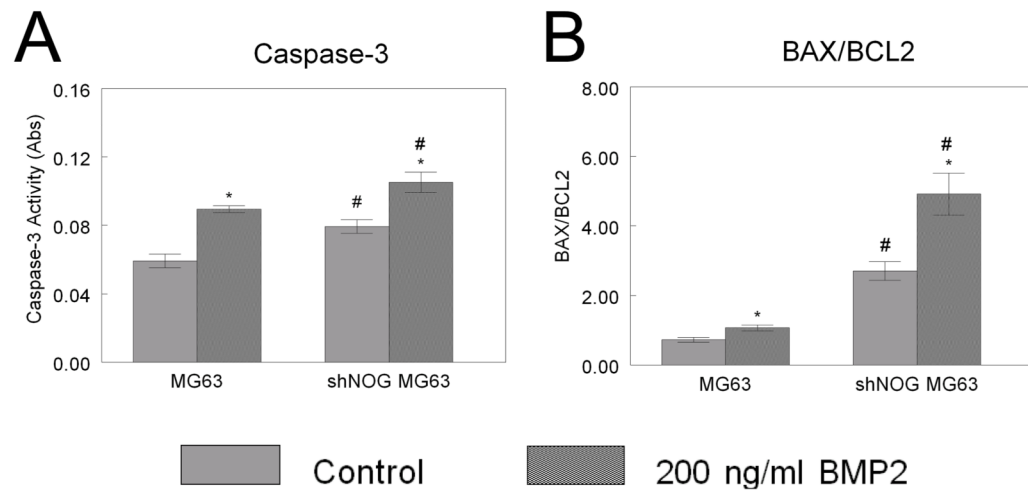 A
Caspase-3
Caspase-3 Activity (Abs)
0.16
0.12
0.08
0.04
0.00
*
#
#
*
MG63
shNOG MG63
B
BAX/BCL2
BAX/BCL2
8.00
6.00
4.00
2.00
0.00
*
#
#
*
MG63
shNOG MG63
Control
200 ng/ml BMP2